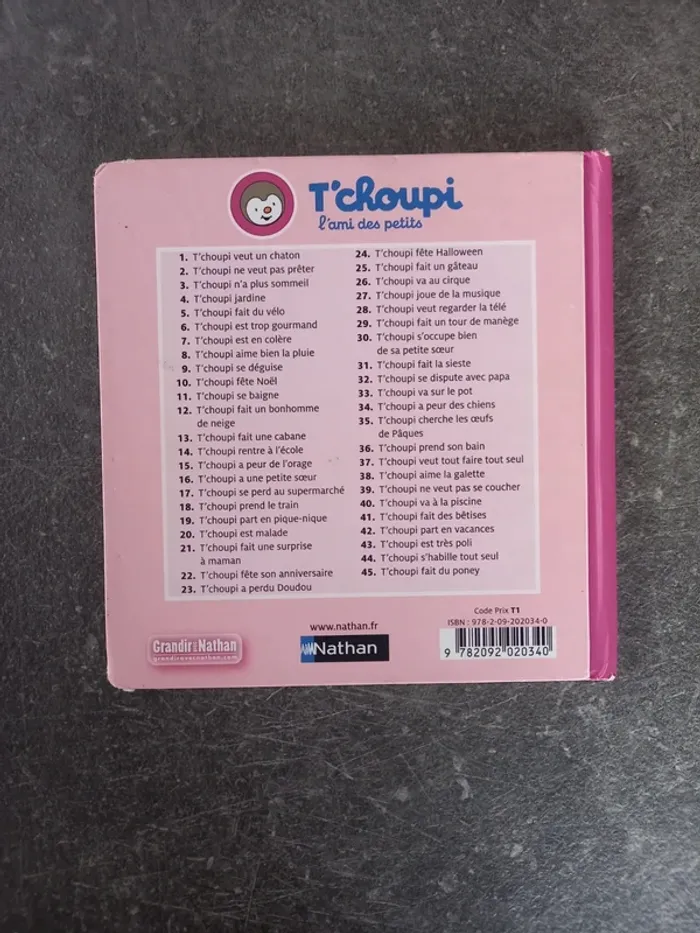 T'choupi
l'ami des petits
1. T'choupi veut un chaton
2. T'choupi ne veut pas prêter
3. T'choupi n'a plus sommeil
4. T'choupi jardine
5. T'choupi fait du vélo
6. T'choupi est trop gourmand
7. T'choupi est en colère
8. T'choupi aime bien la pluie
9. T'choupi se déguise
10. T'choupi fête Noël
11. T'choupi se baigne
12. T'choupi fait un bonhomme
de neige
13. T'choupi fait une cabane
14. T'choupi rentre à l'école
15. T'choupi a peur de l'orage
16. T'choupi a une petite sœur
17. T'choupi se perd au supermarché
18. T'choupi prend le train
19. T'choupi part en pique-nique
20. T'choupi est malade
21. T'choupi fait une surprise
à maman
22. T'choupi fête son anniversaire
23. T'choupi a perdu Doudou
24. T'choupi fête Halloween
25. T'choupi fait un gâteau
26. T'choupi va au cirque
27. T'choupi joue de la musique
28. T'choupi veut regarder la télé
29. T'choupi fait un tour de manège
30. T'choupi s'occupe bien
de sa petite sœur
31. T'choupi fait la sieste
32. T'choupi se dispute avec papa
33. T'choupi va sur le pot
34. T'choupi a peur des chiens
35. T'choupi cherche les œufs
de Pâques
36. T'choupi prend son bain
37. T'choupi veut tout faire tout seul
38. T'choupi aime la galette
39. T'choupi ne veut pas se coucher
40. T'choupi va à la piscine
41. T'choupi fait des bêtises
42. T'choupi part en vacances
43. T'choupi est très poli
44. T'choupi s'habille tout seul
45. T'choupi fait du poney
Grandir avec Nathan
grandiravecnathan.com
www.nathan.fr
Nathan
Code Prix T1
ISBN : 978-2-09-202034-0
9 782092 020340